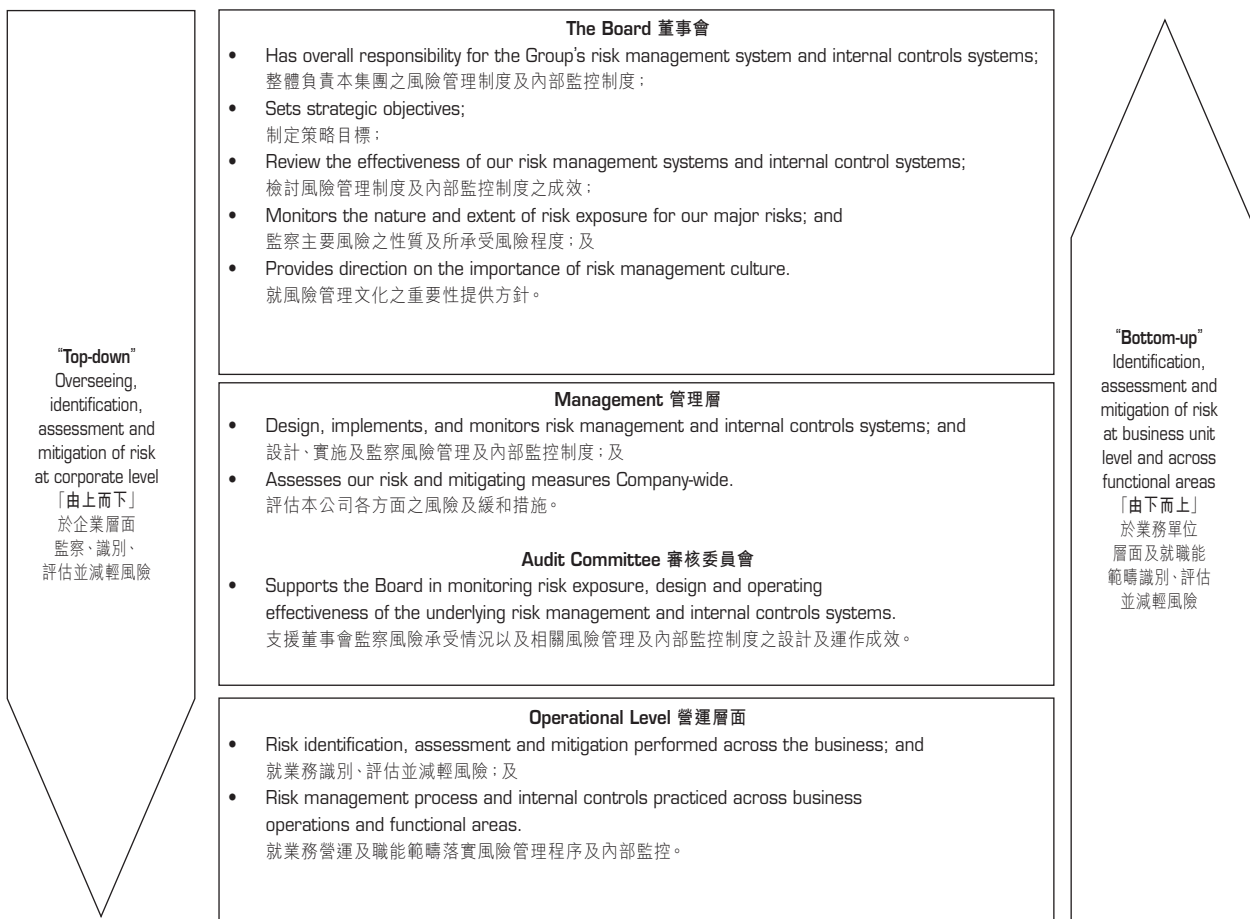 "Top-down"
Overseeing,
identification,
assessment and
mitigation of risk
at corporate level
「由上而下」
於企業層面
監察、識別、
評估並減輕風險
The Board 董事會
• Has overall responsibility for the Group's risk management system and internal controls systems;
整體負責本集團之風險管理制度及內部監控制度；
• Sets strategic objectives;
制定策略目標；
• Review the effectiveness of our risk management systems and internal control systems;
檢討風險管理制度及內部監控制度之成效；
• Monitors the nature and extent of risk exposure for our major risks; and
監察主要風險之性質及所承受風險程度；及
• Provides direction on the importance of risk management culture.
就風險管理文化之重要性提供方針。
Management 管理層
• Design, implements, and monitors risk management and internal controls systems; and
設計、實施及監察風險管理及內部監控制度；及
• Assesses our risk and mitigating measures Company-wide.
評估本公司各方面之風險及緩和措施。
Audit Committee 審核委員會
• Supports the Board in monitoring risk exposure, design and operating
effectiveness of the underlying risk management and internal controls systems.
支援董事會監察風險承受情況以及相關風險管理及內部監控制度之設計及運作成效。
Operational Level 營運層面
• Risk identification, assessment and mitigation performed across the business; and
就業務識別、評估並減輕風險；及
• Risk management process and internal controls practiced across business
operations and functional areas.
就業務營運及職能範疇落實風險管理程序及內部監控。
"Bottom-up"
Identification,
assessment and
mitigation of risk
at business unit
level and across
functional areas
「由下而上」
於業務單位
層面及就職能
範疇識別、評估
並減輕風險